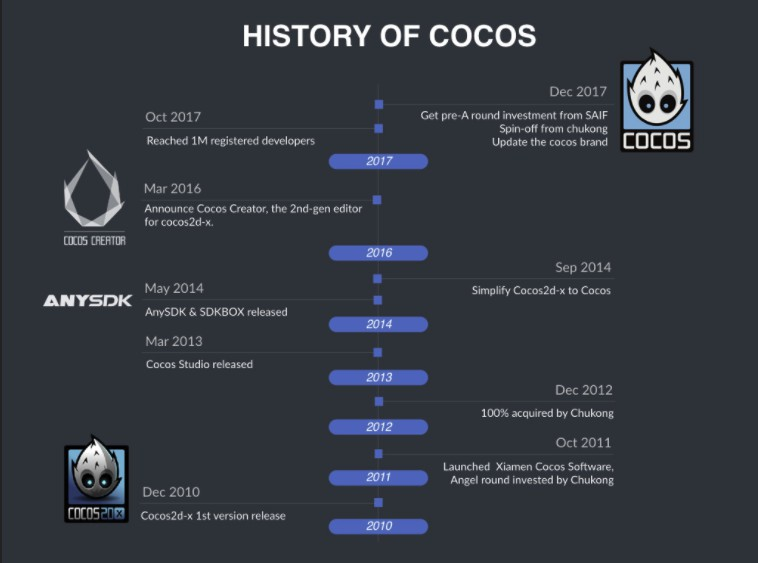 HISTORY OF COCOS
Dec 2017
Get pre-A round investment from SAIF
Spin-off from chukong
Update the cocos brand
COCOS
Oct 2017
Reached 1M registered developers
2017
Mar 2016
Announce Cocos Creator, the 2nd-gen editor
for cocos2d-x.
COCOS CREATOR
2016
Sep 2014
Simplify Cocos2d-x to Cocos
May 2014
ANYSDK
AnySDK & SDKBOX released
2014
Mar 2013
Cocos Studio released
2013
Dec 2012
100% acquired by Chukong
2012
Oct 2011
Launched Xiamen Cocos Software,
Angel round invested by Chukong
2011
Dec 2010
COCOS2DX
Cocos2d-x 1st version release
2010